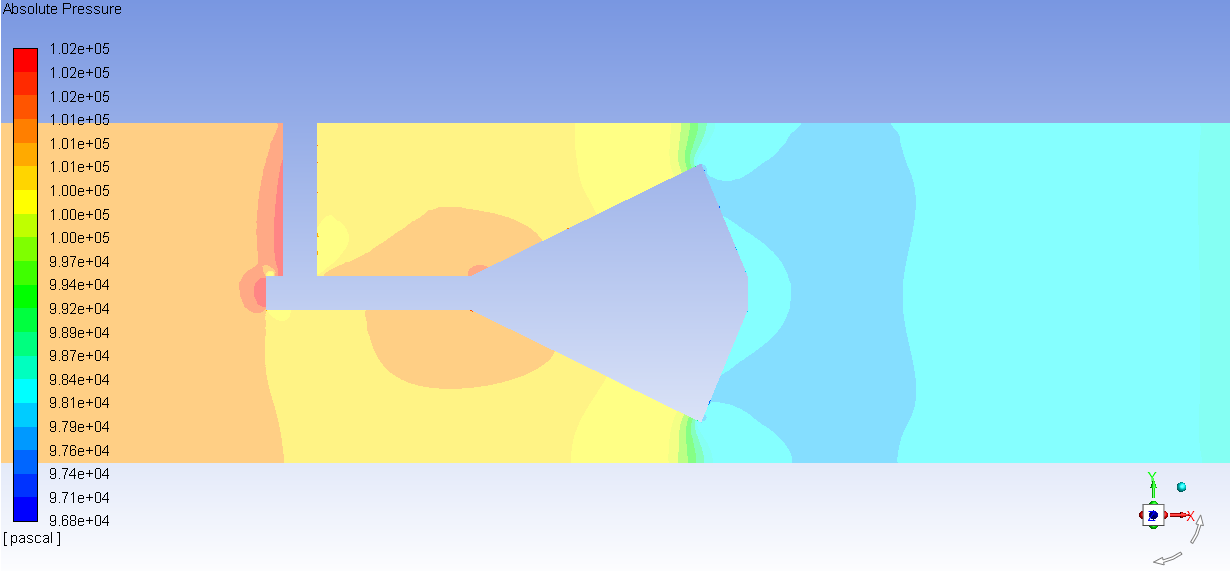 Absolute Pressure
1.02e+05
1.02e+05
1.02e+05
1.01e+05
1.01e+05
1.01e+05
1.00e+05
1.00e+05
1.00e+05
9.97e+04
9.94e+04
9.92e+04
9.89e+04
9.87e+04
9.84e+04
9.81e+04
9.79e+04
9.76e+04
9.74e+04
9.71e+04
9.68e+04
[ pascal ]
Y
Z
X